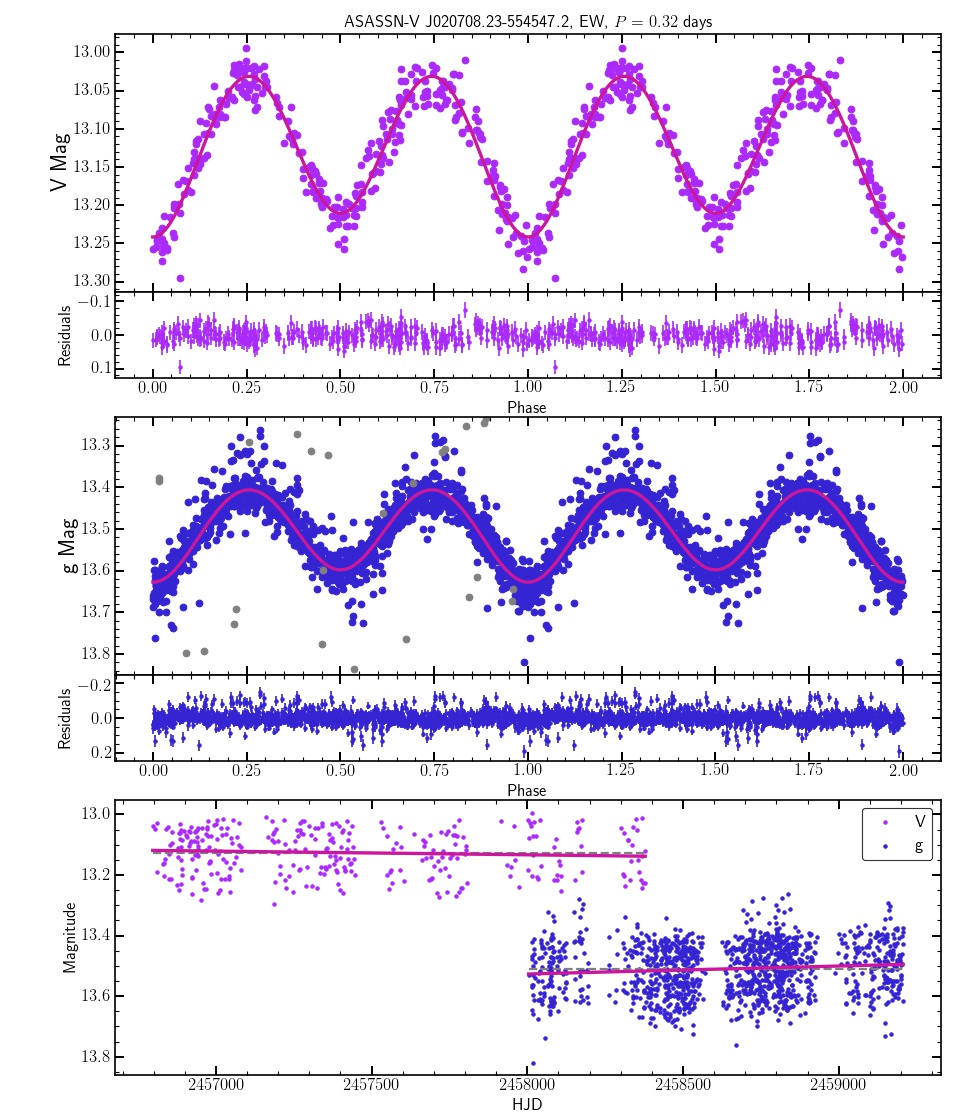 ASASSN-V J020708.23-554547.2, EW, P = 0.32 days
13.00
13.05
13.10
13.15
13.20
13.25
13.30
V Mag
−0.1
0.0
0.1
Residuals
0.00 0.25 0.50 0.75 1.00 1.25 1.50 1.75 2.00
Phase
13.3
13.4
13.5
13.6
13.7
13.8
g Mag
−0.2
0.0
0.2
Residuals
0.00 0.25 0.50 0.75 1.00 1.25 1.50 1.75 2.00
Phase
13.0
13.2
13.4
13.6
13.8
Magnitude
V
g
2457000 2457500 2458000 2458500 2459000
HJD